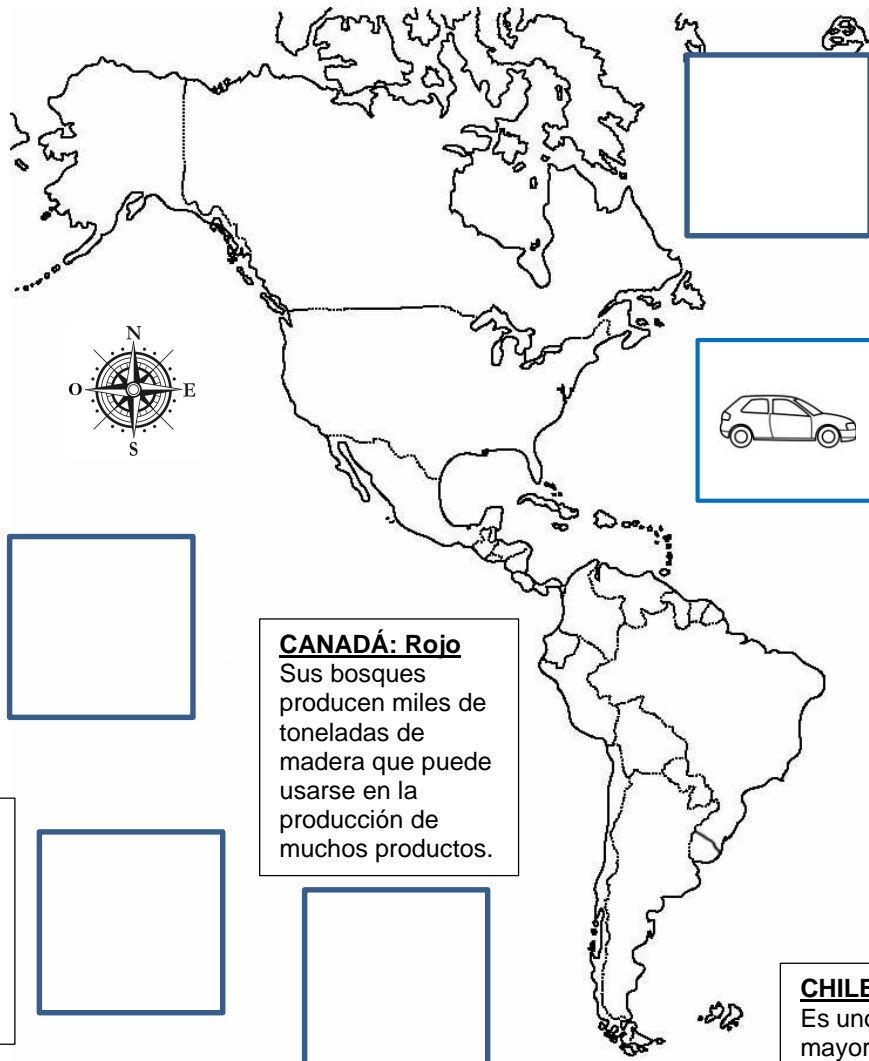 N
O
E
S
CANADÁ: Rojo
Sus bosques
producen miles de
toneladas de
madera que puede
usarse en la
producción de
muchos productos.
CHILE
Es uno
mayor